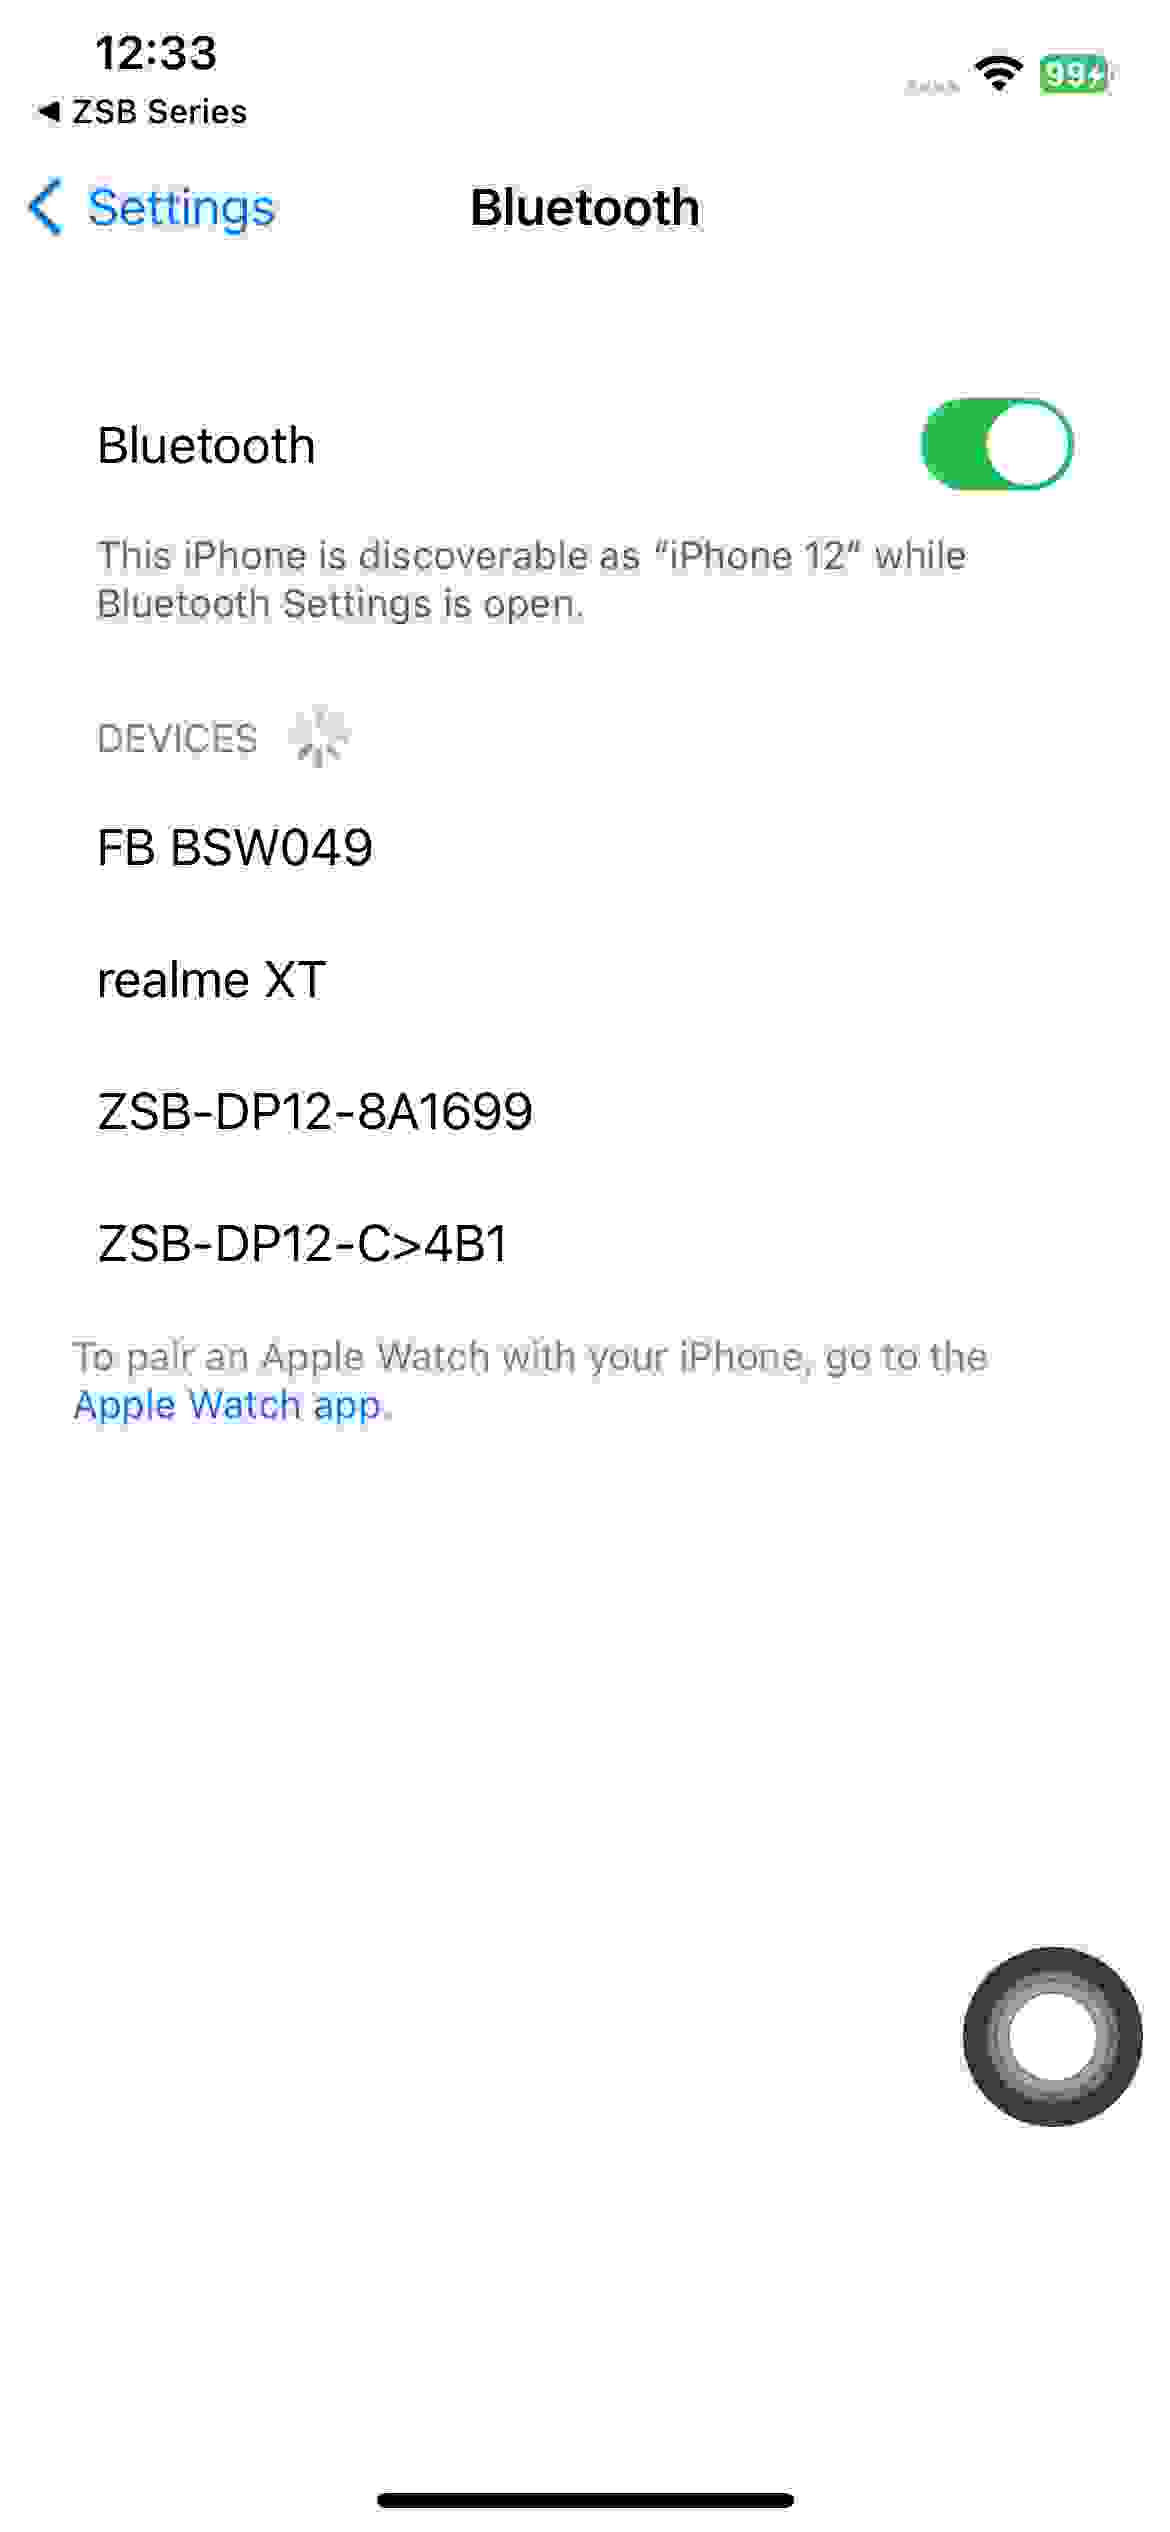 12:33
◀ ZSB Series
99
Settings
Bluetooth
Bluetooth
This iPhone is discoverable as “iPhone 12” while
Bluetooth Settings is open.
DEVICES
FB BSW049
realme XT
ZSB-DP12-8A1699
ZSB-DP12-C>4B1
To pair an Apple Watch with your iPhone, go to the
Apple Watch app.